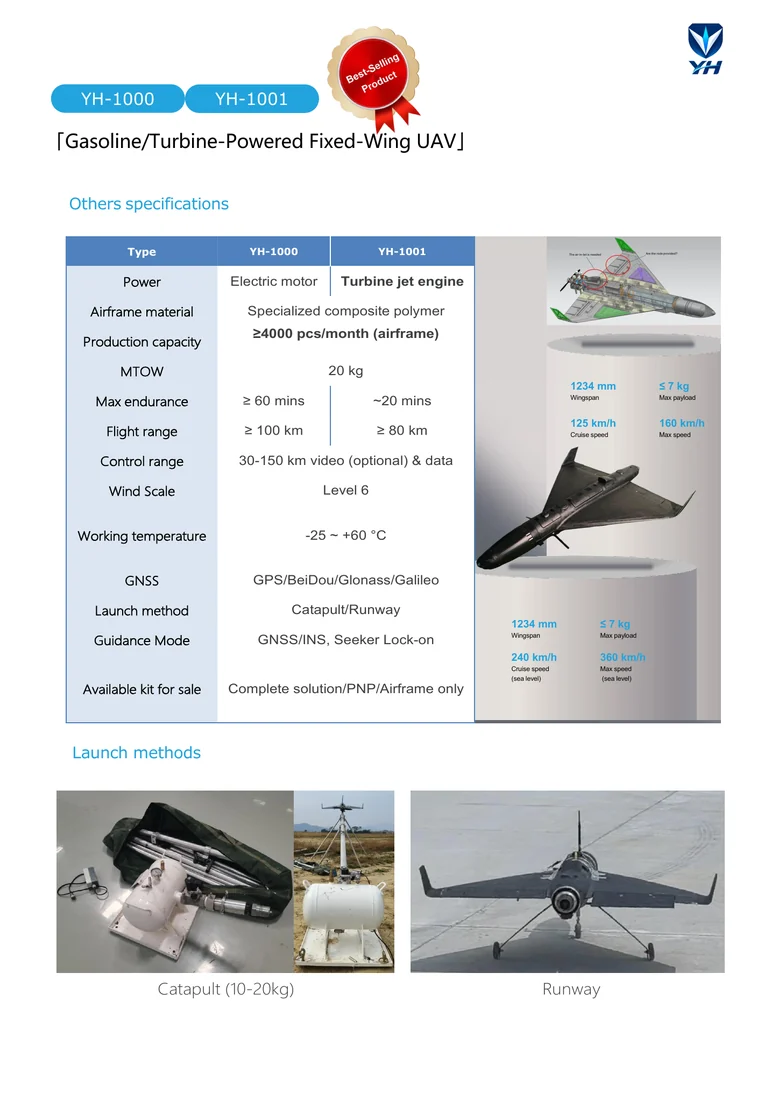 YH
Best-Selling
Product
YH-1000 YH-1001
「Gasoline/Turbine-Powered Fixed-Wing UAV」
Others specifications
Type YH-1000 YH-1001
Power Electric motor Turbine jet engine
Airframe material Specialized composite polymer
Production capacity ≥4000 pcs/month (airframe)
MTOW 20 kg
Max endurance ≥ 60 mins ~20 mins
Flight range ≥ 100 km ≥ 80 km
Control range 30-150 km video (optional) & data
Wind Scale Level 6
Working temperature -25 ~ +60 °C
GNSS GPS/BeiDou/Glonass/Galileo
Launch method Catapult/Runway
Guidance Mode GNSS/INS, Seeker Lock-on
Available kit for sale Complete solution/PNP/Airframe only
1234 mm ≤ 7 kg
Wingspan Max payload
125 km/h 160 km/h
Cruise speed Max speed
1234 mm ≤ 7 kg
Wingspan Max payload
240 km/h 360 km/h
Cruise speed Max speed
(sea level) (sea level)
Launch methods
Catapult (10-20kg) Runway